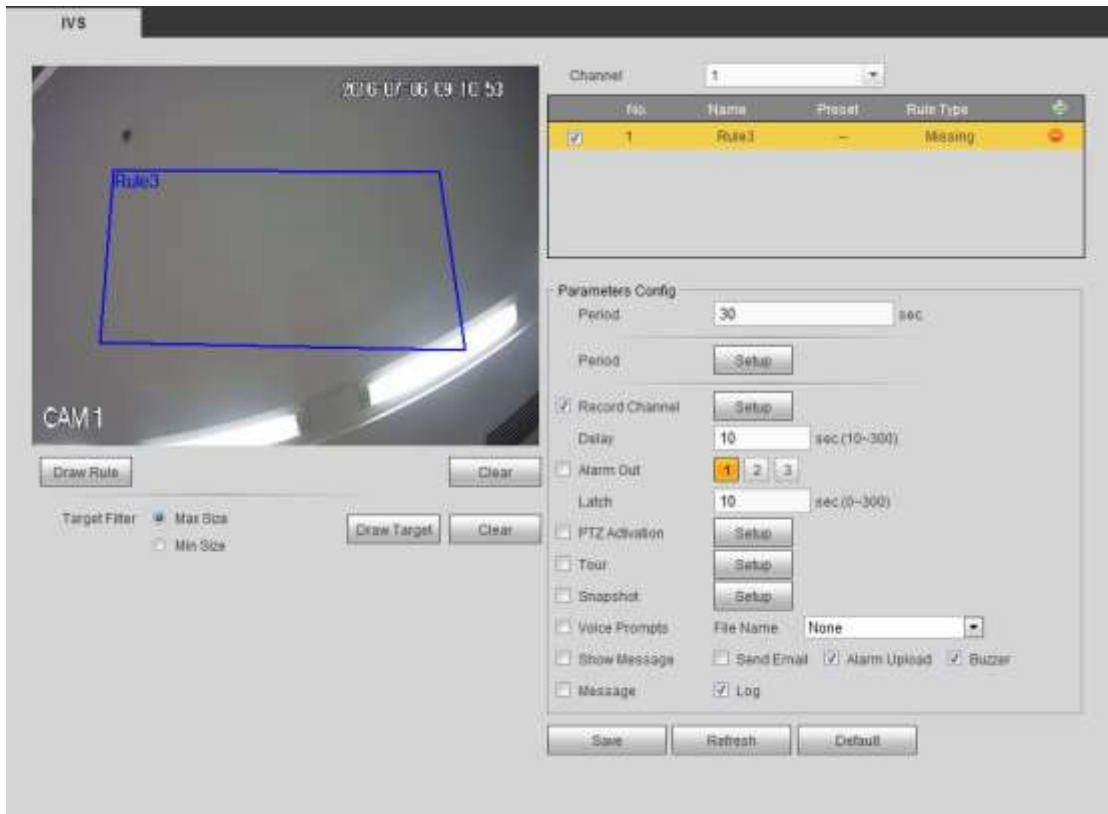 IVS
2016-07-06 09:10:53
Rule3
CAM 1
Draw Rule
Clear
Target Filter Max Size
Min Size
Draw Target
Clear
Channel 1
No. Name Preset Rule Type
1 Rule3 -- Missing
Parameters Config
Period 30 sec.
Period Setup
Record Channel Setup
Delay 10 sec.(10~300)
Alarm Out 1 2 3
Latch 10 sec.(0~300)
PTZ Activation Setup
Tour Setup
Snapshot Setup
Voice Prompts File Name None
Show Message Send Email Alarm Upload Buzzer
Message Log
Save Refresh Default